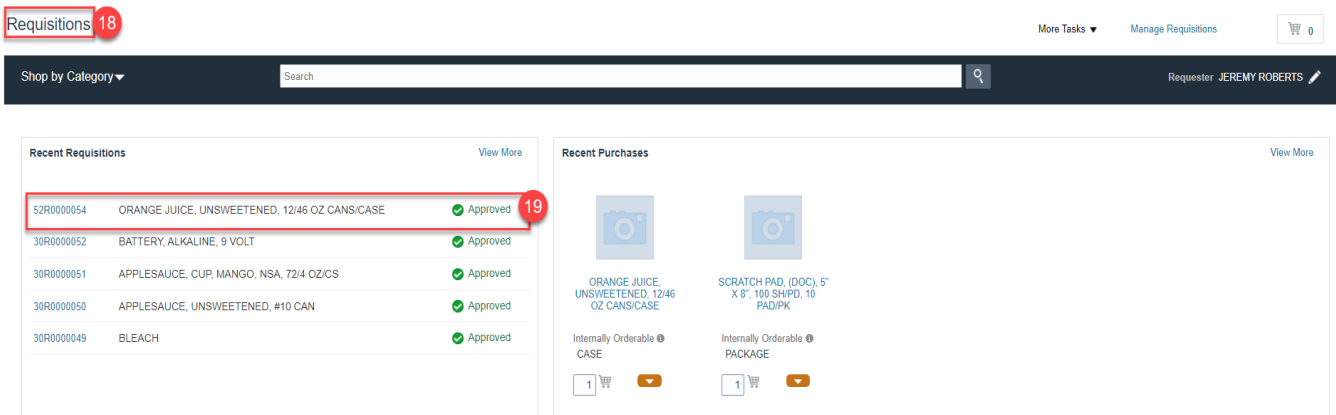 Requisitions 18
More Tasks ▼ Manage Requisitions 0
Shop by Category Search Requester JEREMY ROBERTS
Recent Requisitions View More
52R0000054 ORANGE JUICE, UNSWEETENED, 12/46 OZ CANS/CASE Approved 19
30R0000052 BATTERY, ALKALINE, 9 VOLT Approved
30R0000051 APPLESAUCE, CUP, MANGO, NSA, 72/4 OZ/CS Approved
30R0000050 APPLESAUCE, UNSWEETENED, #10 CAN Approved
30R0000049 BLEACH Approved
Recent Purchases View More
ORANGE JUICE,
UNSWEETENED, 12/46
OZ CANS/CASE
Internally Orderable
CASE
1
SCRATCH PAD, (DOC), 5"
X 8", 100 SH/PD, 10
PAD/PK
Internally Orderable
PACKAGE
1